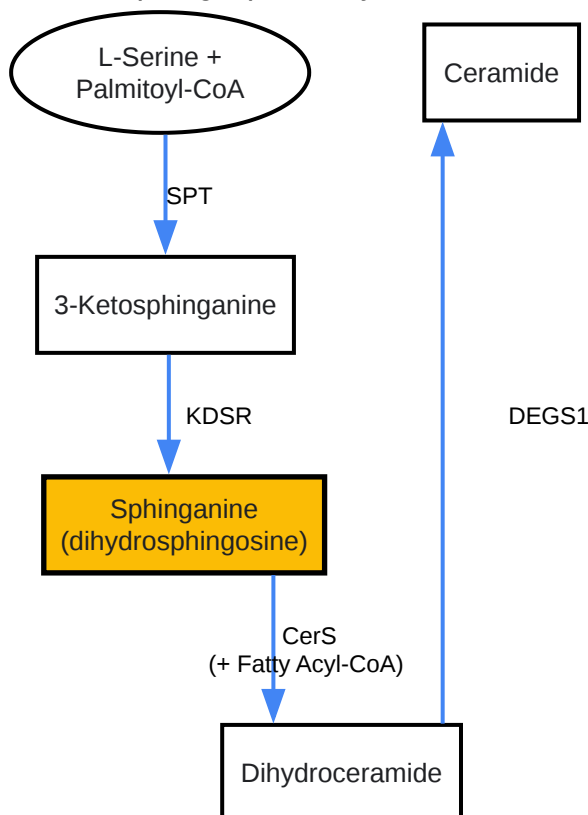 L-Serine +
Palmitoyl-CoA
Ceramide
SPT
3-Ketosphinganine
KDSR
DEGS1
Sphinganine
(dihydrosphingosine)
CerS
(+ Fatty Acyl-CoA)
Dihydroceramide